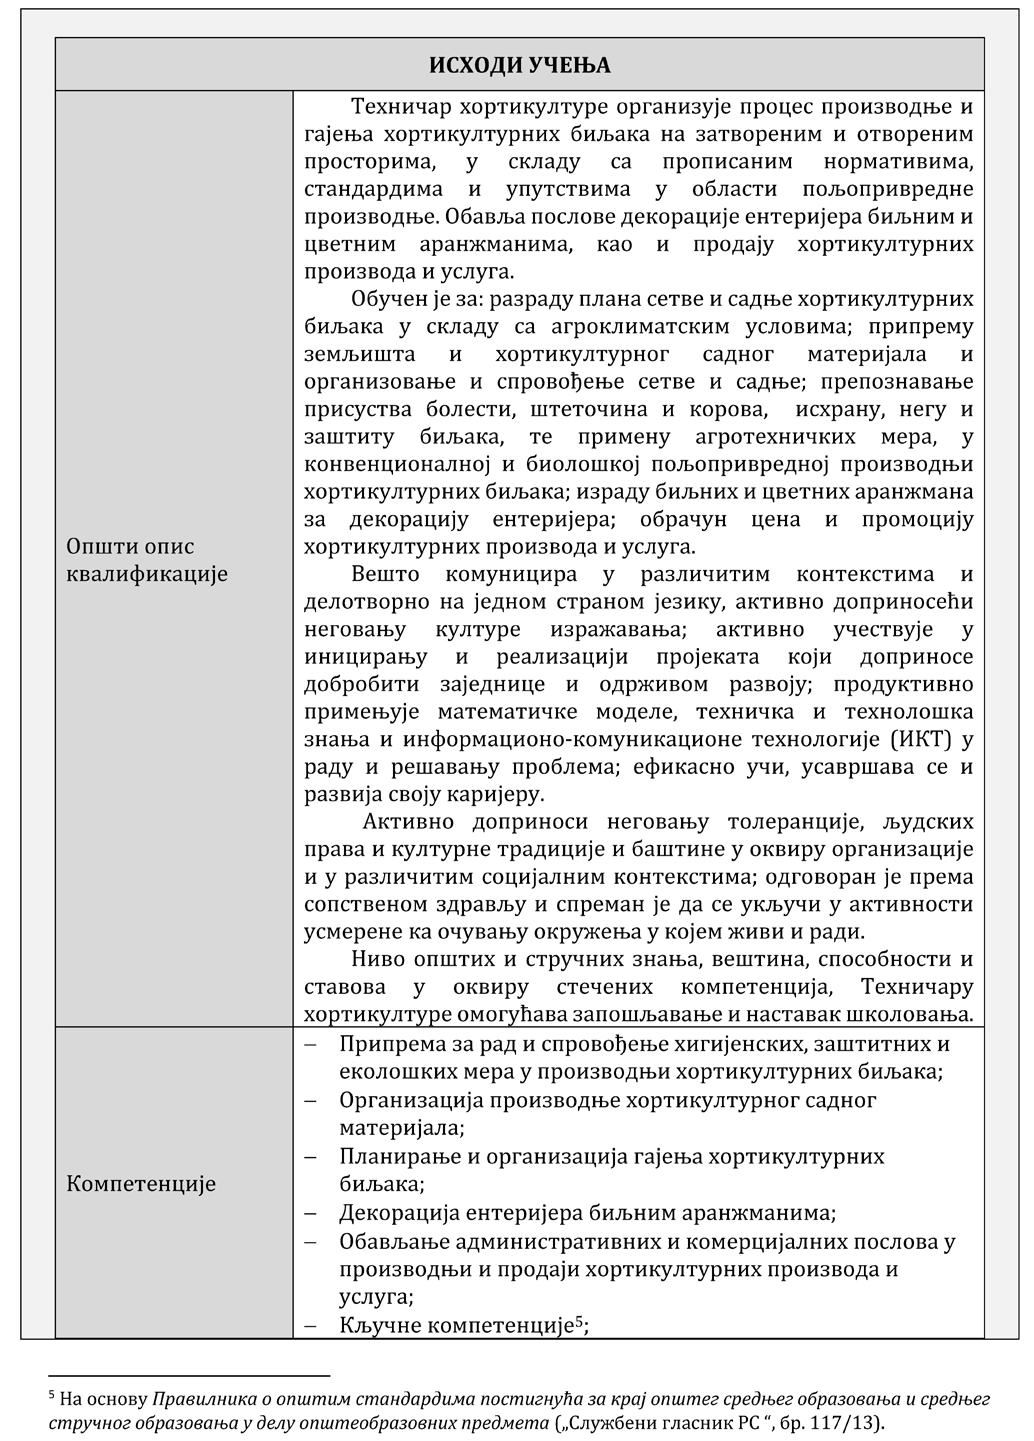 ИСХОДИ УЧЕЊА
Општи опис
квалификације
Техничар хортикултуре организује процес производње и
гајења хортикултурних биљака на затвореним и отвореним
просторима, у складу са прописаним нормативима,
стандардима и упутствима у области пољопривредне
производње. Обавља послове декорације ентеријера биљним и
цветним аранжманима, као и продају хортикултурних
производа и услуга.
Обучен је за: разраду плана сетве и садње хортикултурних
биљака у складу са агроклиматским условима; припрему
земљишта и хортикултурног садног материјала и
организовање и спровођење сетве и садње; препознавање
присуства болести, штеточина и корова, исхрану, негу и
заштиту биљака, те примену агротехничких мера, у
конвенционалној и биолошкој пољопривредној производњи
хортикултурних биљака; израду биљних и цветних аранжмана
за декорацију ентеријера; обрачун цена и промоцију
хортикултурних производа и услуга.
Вешто комуницира у различитим контекстима и
делотворно на једном страном језику, активно доприносећи
неговању културе изражавања; активно учествује у
иницирању и реализацији пројеката који доприносе
добробити заједнице и одрживом развоју; продуктивно
примењује математичке моделе, техничка и технолошка
знања и информационо-комуникационе технологије (ИКТ) у
раду и решавању проблема; ефикасно учи, усавршава се и
развија своју каријеру.
Активно доприноси неговању толеранције, људских
права и културне традиције и баштине у оквиру организације
и у различитим социјалним контекстима; одговоран је према
сопственом здрављу и спреман је да се укључи у активности
усмерене ка очувању окружења у којем живи и ради.
Ниво општих и стручних знања, вештина, способности и
ставова у оквиру стечених компетенција, Техничару
хортикултуре омогућава запошљавање и наставак школовања.
Компетенције
– Припрема за рад и спровођење хигијенских, заштитних и
еколошких мера у производњи хортикултурних биљака;
– Организација производње хортикултурног садног
материјала;
– Планирање и организација гајења хортикултурних
биљака;
– Декорација ентеријера биљним аранжманима;
– Обављање административних и комерцијалних послова у
производњи и продаји хортикултурних производа и
услуга;
– Кључне компетенције⁵;
⁵ На основу Правилника о општим стандардима постигнућа за крај општег средњег образовања и средњег
стручног образовања у делу општеобразовних предмета („Службени гласник РС “, бр. 117/13).